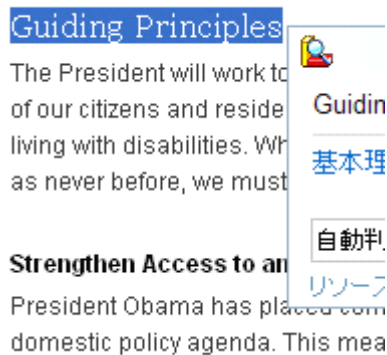 Guiding Principles
The President will work to
of our citizens and reside
living with disabilities. Wh
as never before, we must
Strengthen Access to an
President Obama has placed
domestic policy agenda. This mea
Guidin
基本理
自動判
リソース